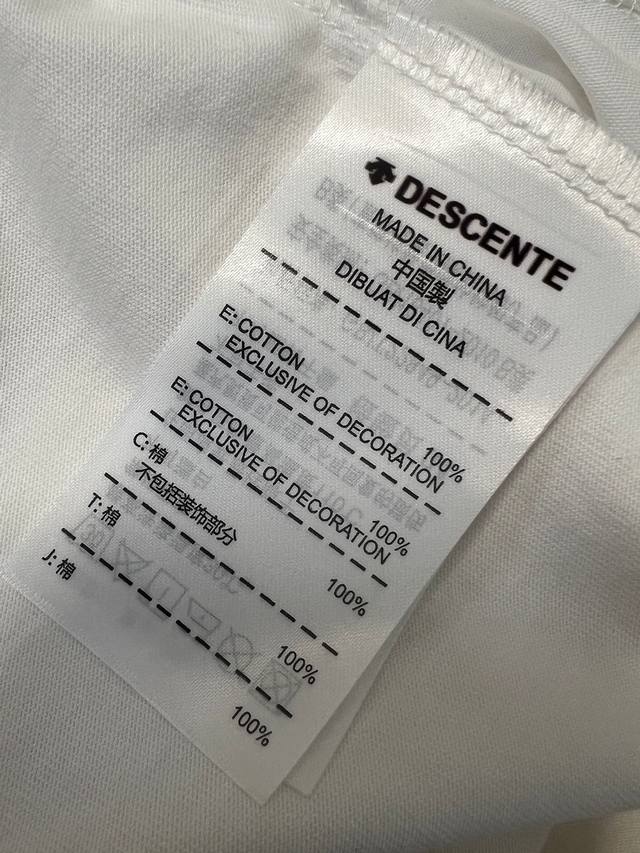 DESCENTE
MADE IN CHINA
中国製
DIBUAT DI CINA
E: COTTON 100%
EXCLUSIVE OF DECORATION
E: COTTON 100%
EXCLUSIVE OF DECORATION
C: 棉 100%
不包括装饰部分
T: 棉 100%
J: 棉 100%